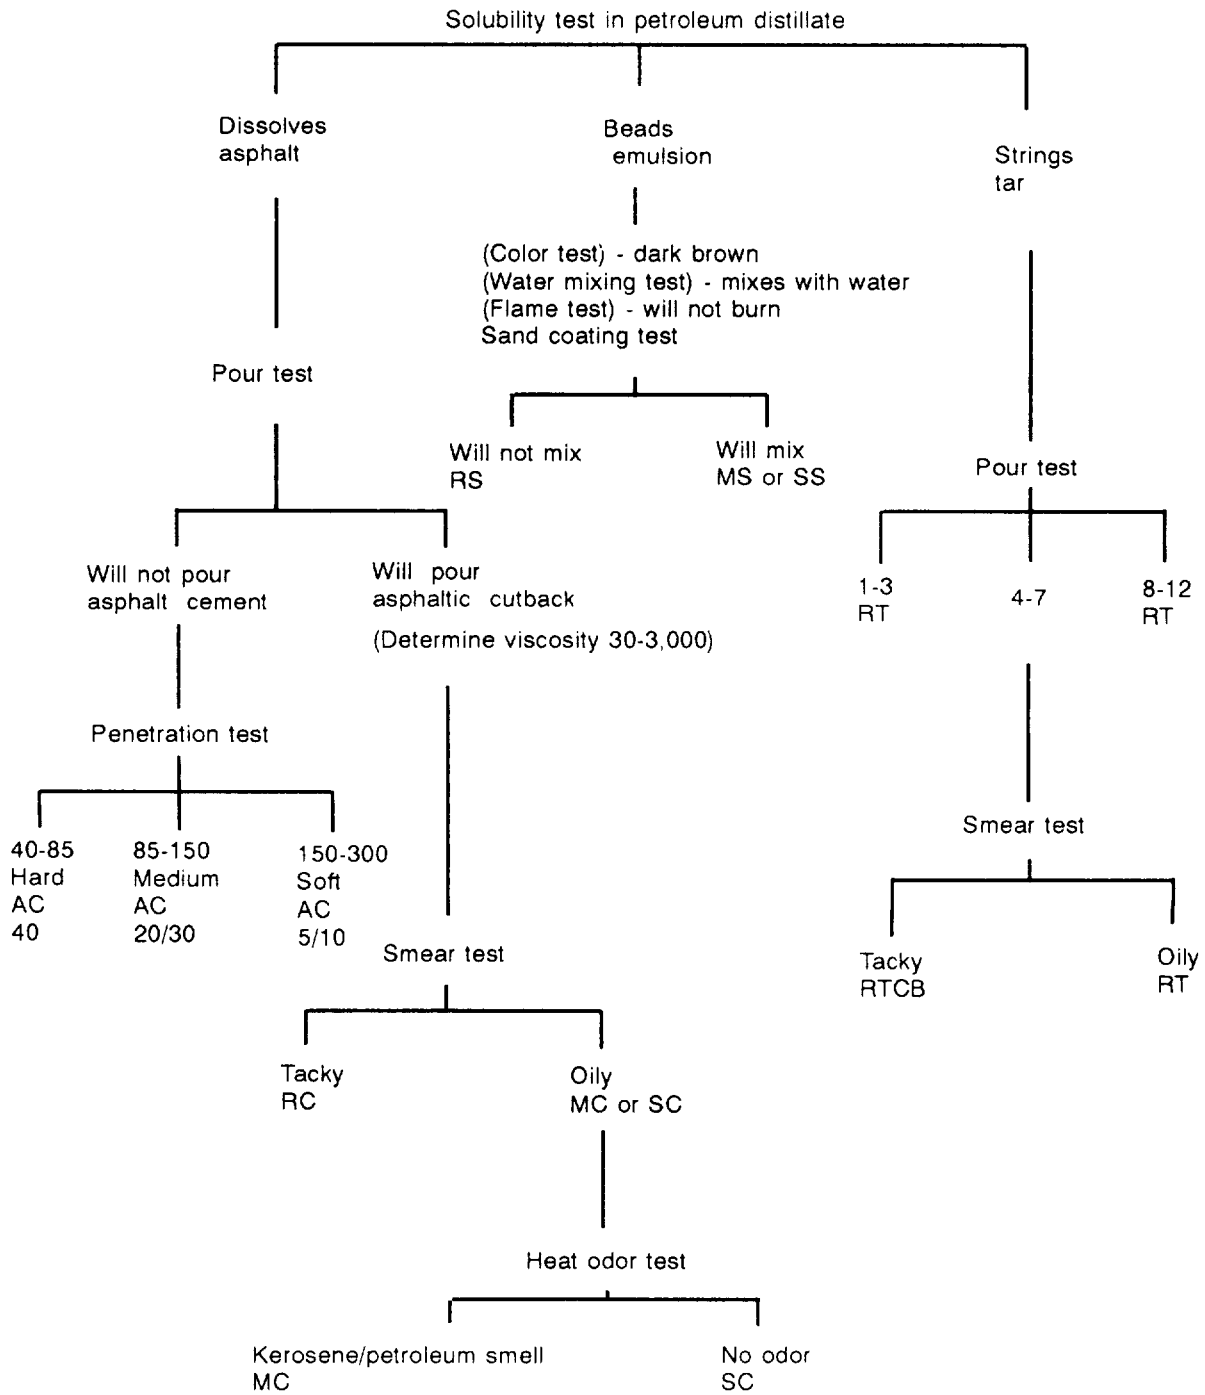 Solubility test in petroleum distillate
Dissolves
asphalt
Beads
emulsion
Strings
tar
(Color test) - dark brown
(Water mixing test) - mixes with water
(Flame test) - will not burn
Sand coating test
Pour test
Will not mix
RS
Will mix
MS or SS
Pour test
Will not pour
asphalt cement
Will pour
asphaltic cutback
(Determine viscosity 30-3,000)
1-3
RT
4-7
8-12
RT
Penetration test
40-85
Hard
AC
40
85-150
Medium
AC
20/30
150-300
Soft
AC
5/10
Smear test
Tacky
RTCB
Oily
RT
Smear test
Tacky
RC
Oily
MC or SC
Heat odor test
Kerosene/petroleum smell
MC
No odor
SC